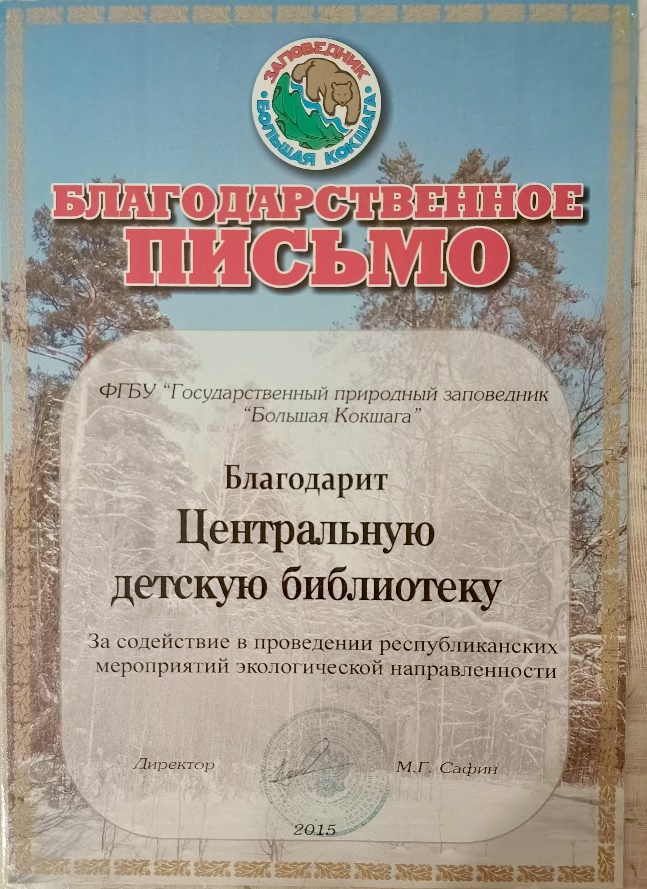 ЗАПОВЕДНИК
БОЛЬШАЯ КОКШАГА
БЛАГОДАРСТВЕННОЕ
ПИСЬМО
ФГБУ "Государственный природный заповедник
"Большая Кокшага"
Благодарит
Центральную
детскую библиотеку
За содействие в проведении республиканских
мероприятий экологической направленности
Директор
М.Г. Сафин
2015